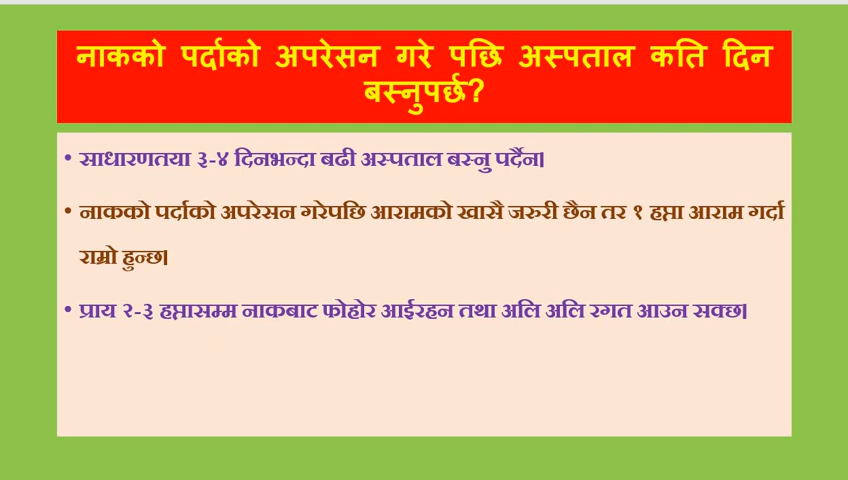 नाकको पर्दाको अपरेसन गरे पछि अस्पताल कति दिन
बस्नुपर्छ?
• साधारणतया ३-४ दिनभन्दा बढी अस्पताल बस्नु पर्दैन।
• नाकको पर्दाको अपरेसन गरेपछि आरामको खासै जरुरी छैन तर १ हप्ता आराम गर्दा
राम्रो हुन्छ।
• प्राय २-३ हप्तासम्म नाकबाट फोहोर आईरहन तथा अलि अलि रगत आउन सक्छ।